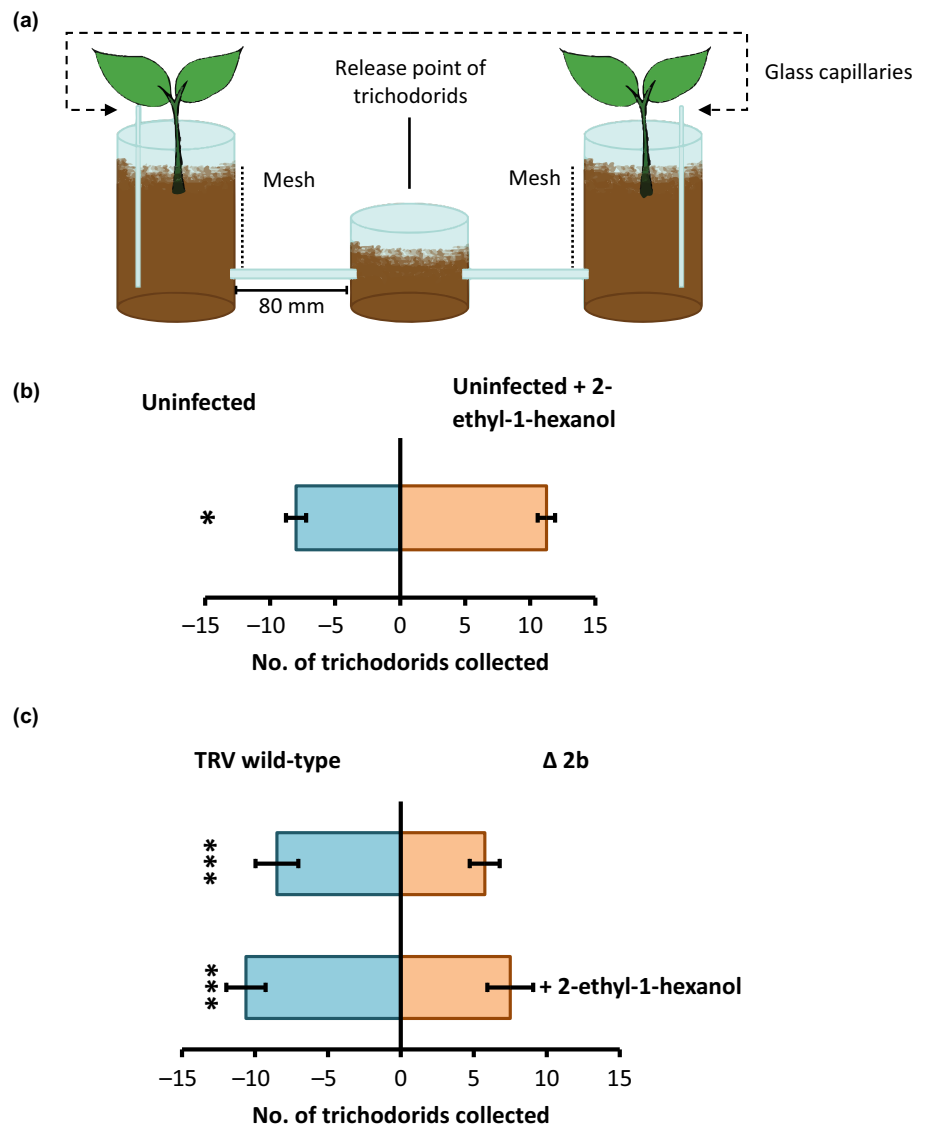 (a)
Release point of
trichodorids
Glass capillaries
Mesh
Mesh
80 mm
(b)
Uninfected
Uninfected + 2-
ethyl-1-hexanol
*
–15 –10 –5 0 5 10 15
No. of trichodorids collected
(c)
TRV wild-type
Δ 2b
***
***
+ 2-ethyl-1-hexanol
–15 –10 –5 0 5 10 15
No. of trichodorids collected